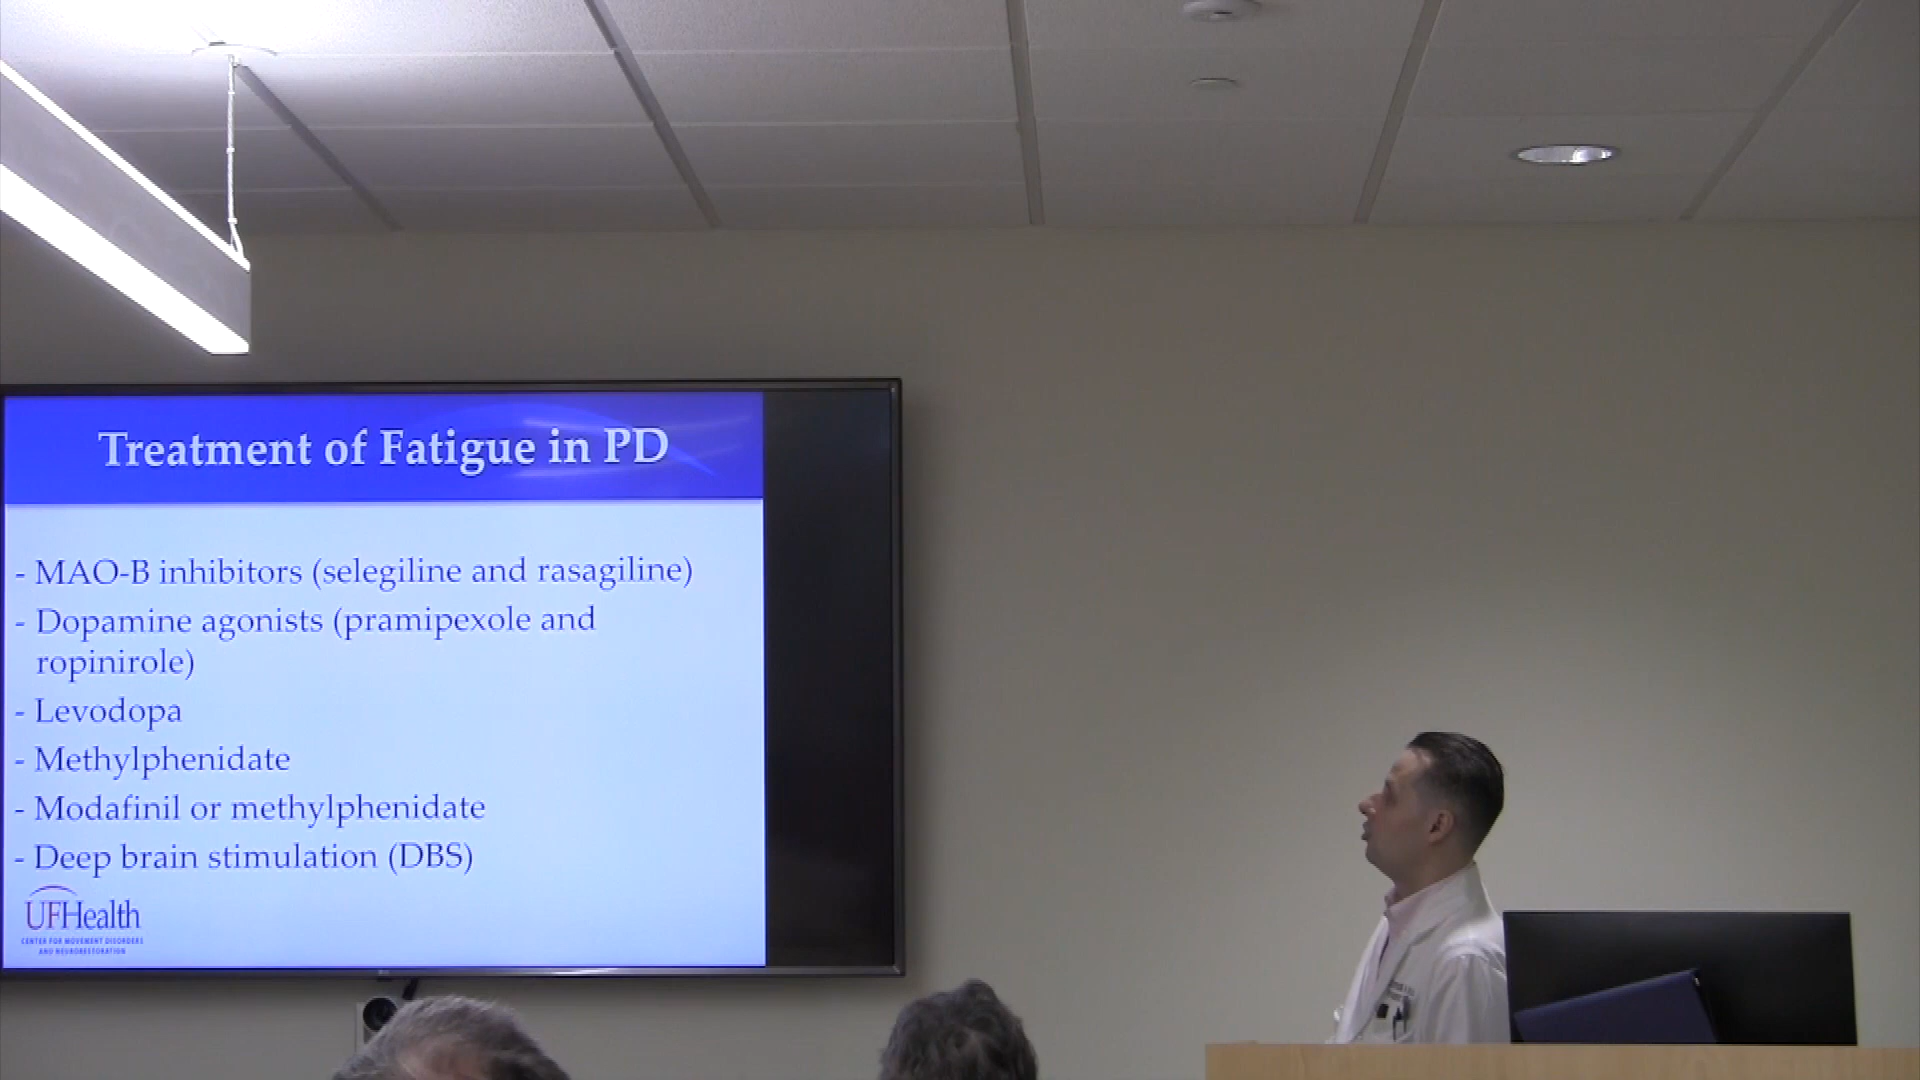 Treatment of Fatigue in PD
- MAO-B inhibitors (selegiline and rasagiline)
- Dopamine agonists (pramipexole and
ropinirole)
- Levodopa
- Methylphenidate
- Modafinil or methylphenidate
- Deep brain stimulation (DBS)
UFHealth
CENTER FOR MOVEMENT DISORDERS
AND NEURORESTORATION